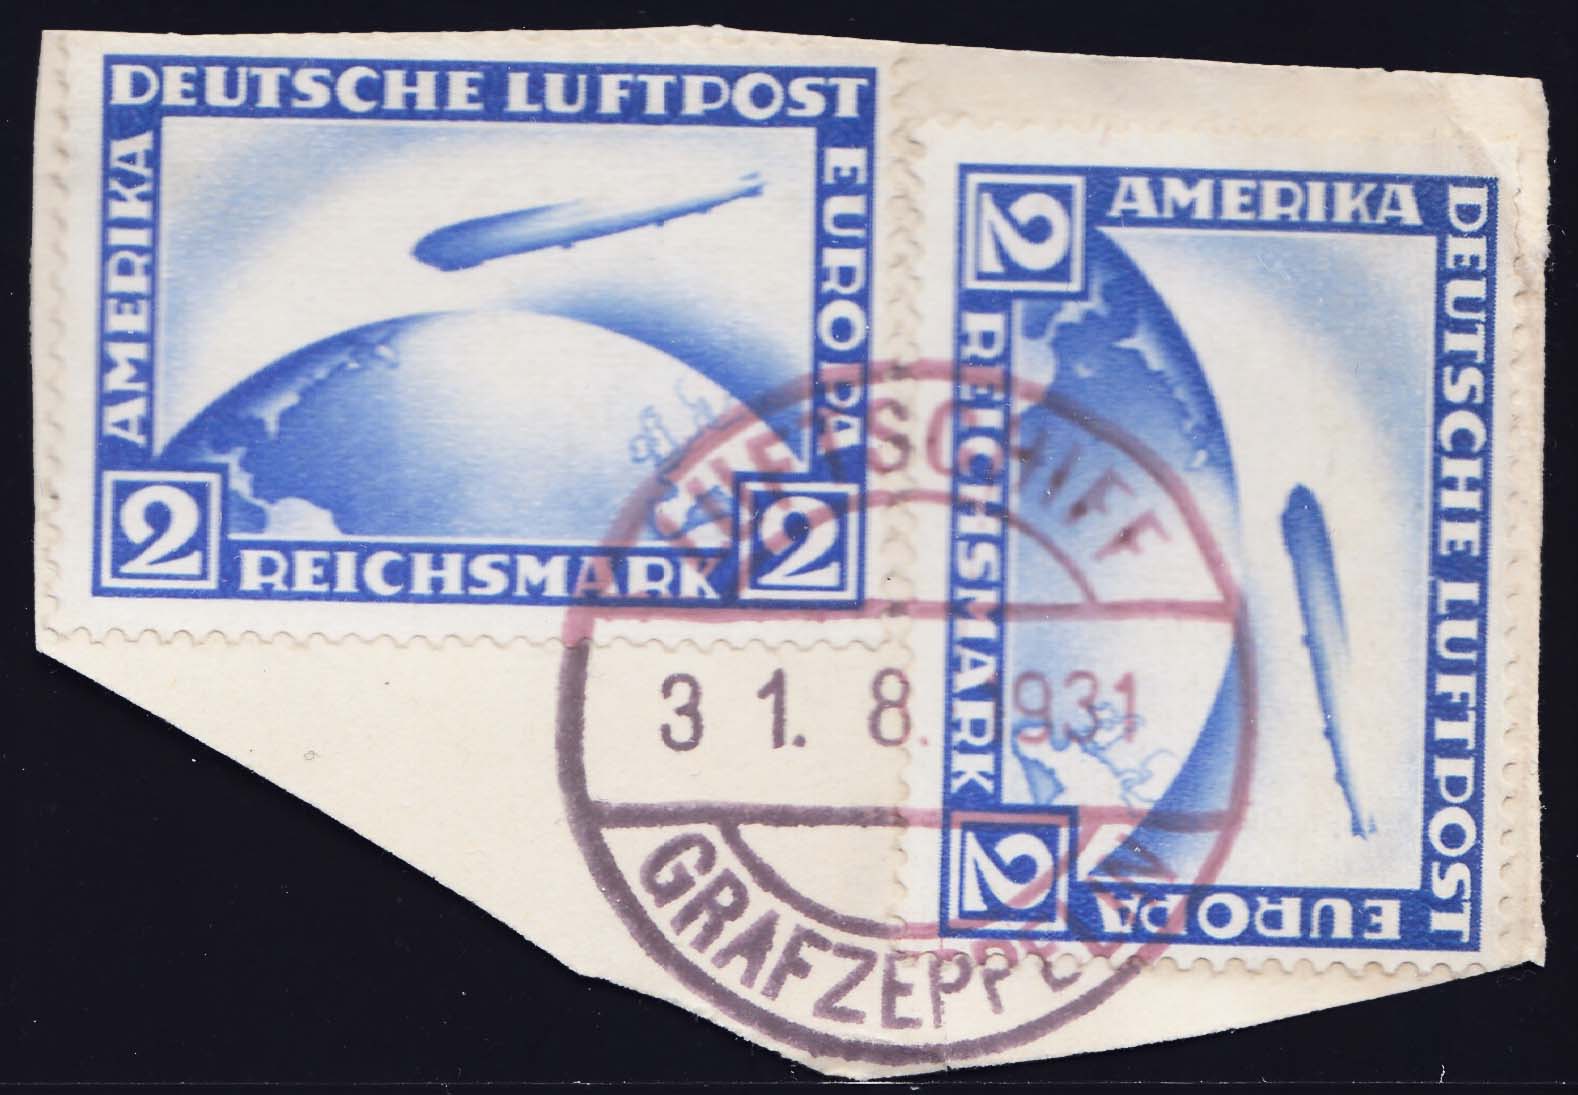 DEUTSCHE LUFTPOST
AMERIKA
EUROPA
2 REICHSMARK 2
DEUTSCHE LUFTPOST
AMERIKA
EUROPA
2 REICHSMARK 2
LUFTSCHIFF
31. 8. 1931
GRAF ZEPPELIN